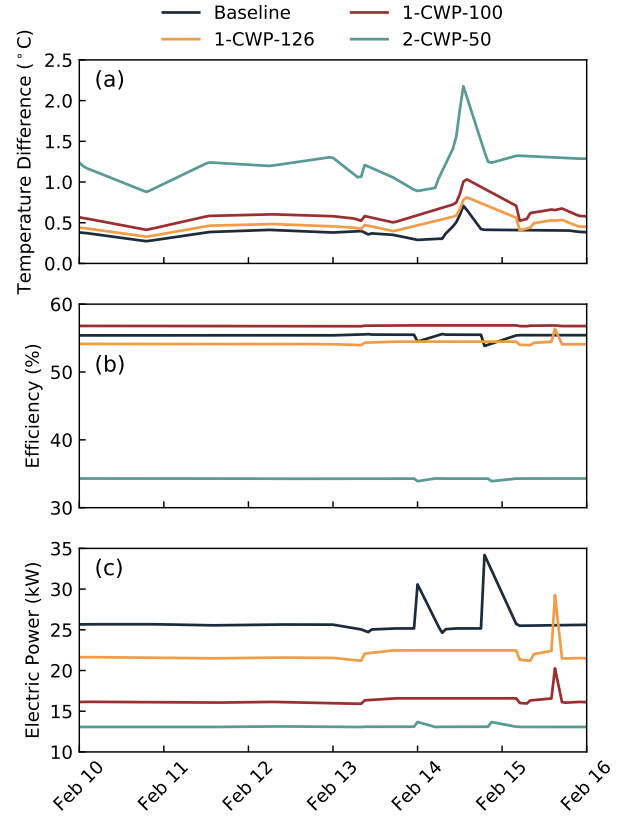 Baseline
1-CWP-100
1-CWP-126
2-CWP-50
(a)
Temperature Difference (°C)
2.5
2.0
1.5
1.0
0.5
0.0
(b)
Efficiency (%)
60
50
40
30
(c)
Electric Power (kW)
35
30
25
20
15
10
Feb 10
Feb 11
Feb 12
Feb 13
Feb 14
Feb 15
Feb 16